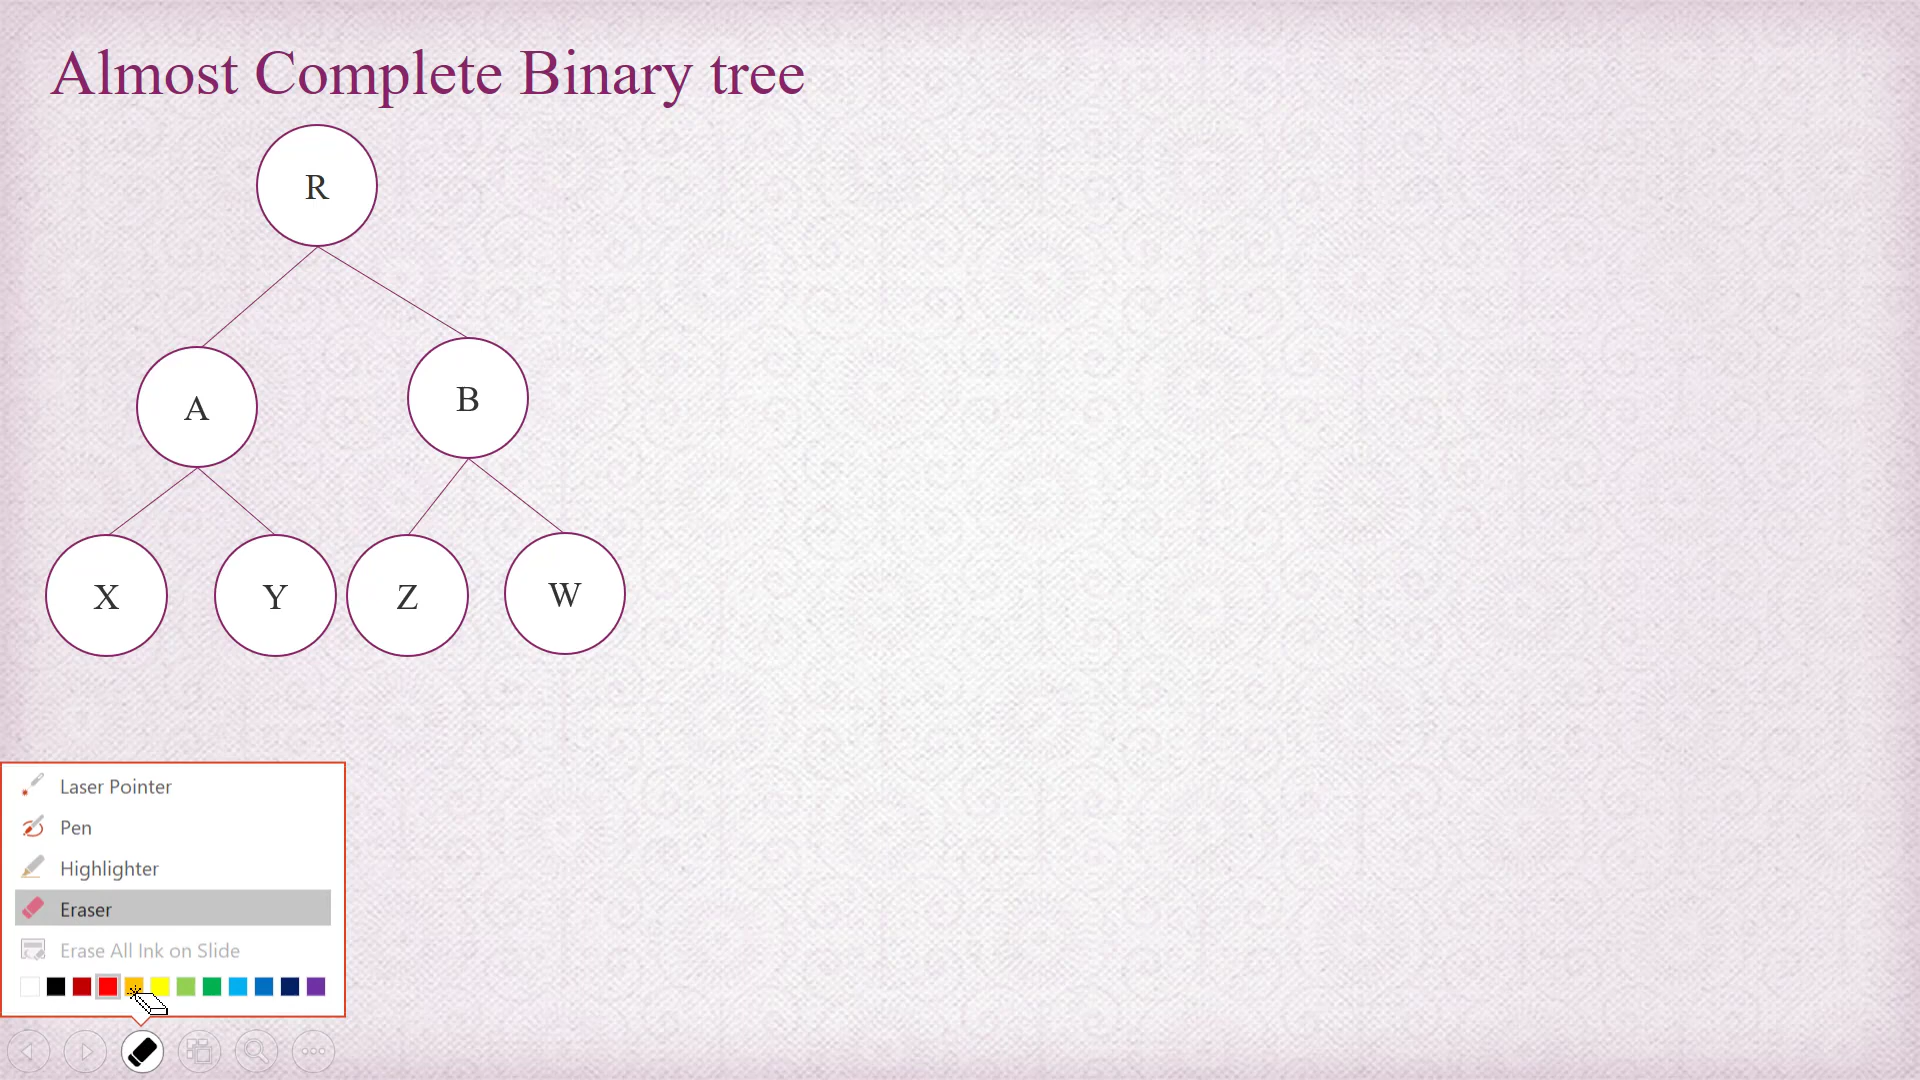 Almost Complete Binary tree
R
A
B
X
Y
Z
W
Laser Pointer
Pen
Highlighter
Eraser
Erase All Ink on Slide